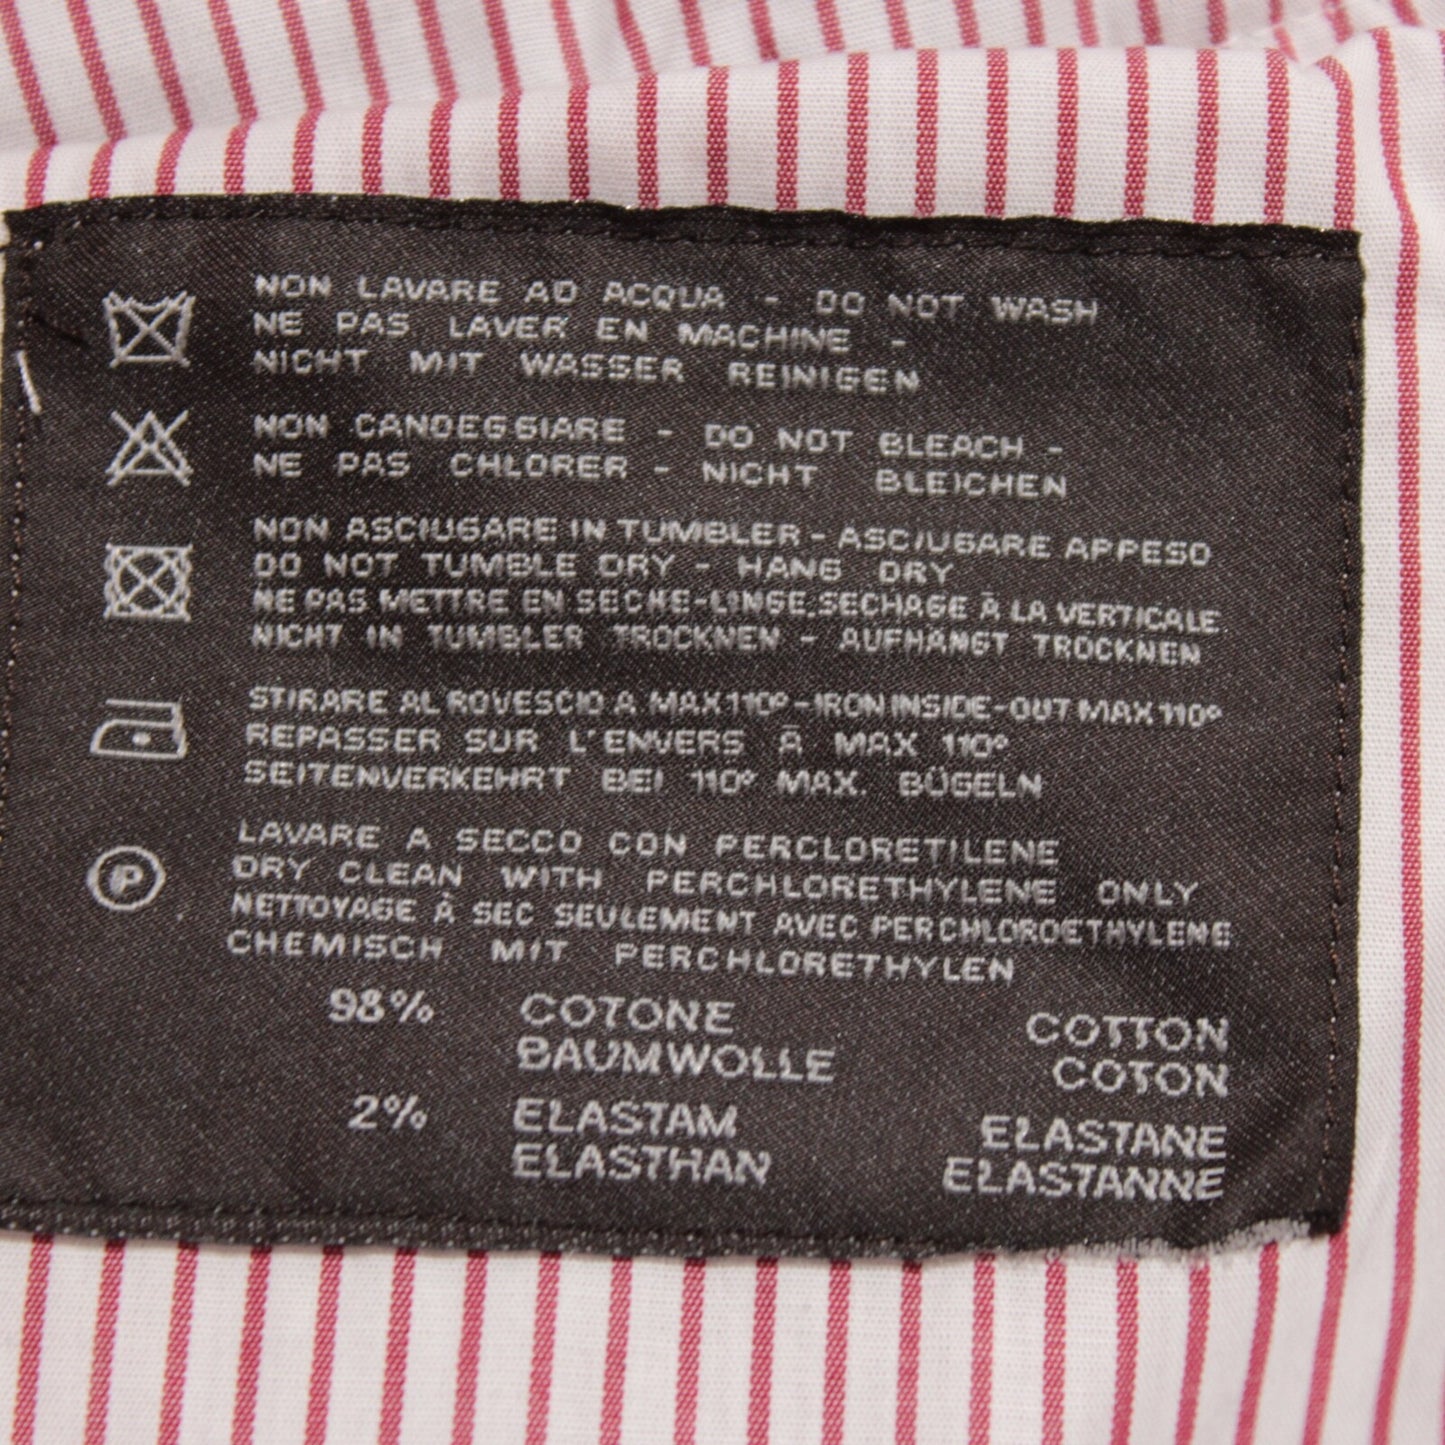 NON LAVARE AD ACQUA - DO NOT WASH
NE PAS LAVER EN MACHINE -
NICHT MIT WASSER REINIGEN
NON CANDEGGIARE - DO NOT BLEACH -
NE PAS CHLORER - NICHT BLEICHEN
NON ASCIUGARE IN TUMBLER - ASCIUGARE APPESO
DO NOT TUMBLE DRY - HANG DRY
NE PAS METTRE EN SECHE-LINGE.SECHAGE À LA VERTICALE
NICHT IN TUMBLER TROCKNEN - AUFHÄNGT TROCKNEN
STIRARE AL ROVESCIO A MAX 110° - IRON INSIDE-OUT MAX 110°
REPASSER SUR L'ENVERS À MAX 110°
SEITENVERKEHRT BEI 110° MAX. BÜGELN
LAVARE A SECCO CON PERCLORETILENE
P
DRY CLEAN WITH PERCHLORETHYLENE ONLY
NETTOYAGE À SEC SEULEMENT AVEC PERCHLOROETHYLENE
CHEMISCH MIT PERCHLORETHYLEN
98% COTONE COTTON
BAUMWOLLE COTON
2% ELASTAM ELASTANE
ELASTHAN ELASTANNE